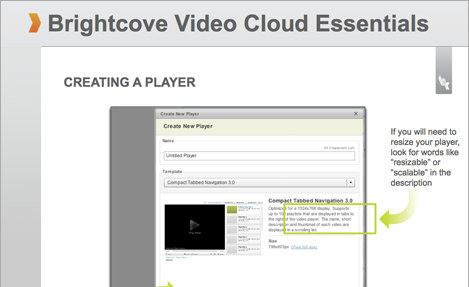 Brightcove Video Cloud Essentials
CREATING A PLAYER
Create New Player
Create New Player
Name
Untitled Player
Template
Compact Tabbed Navigation 3.0
Compact Tabbed Navigation 3.0
Optimized for a 1024x768 display. Supports
up to 100 playlists that are displayed in tabs to
the right of the video player. The name, short
description and thumbnail of each video are
displayed in a scrolling list.
Size
If you will need to
resize your player,
look for words like
"resizable" or
"scalable" in the
description